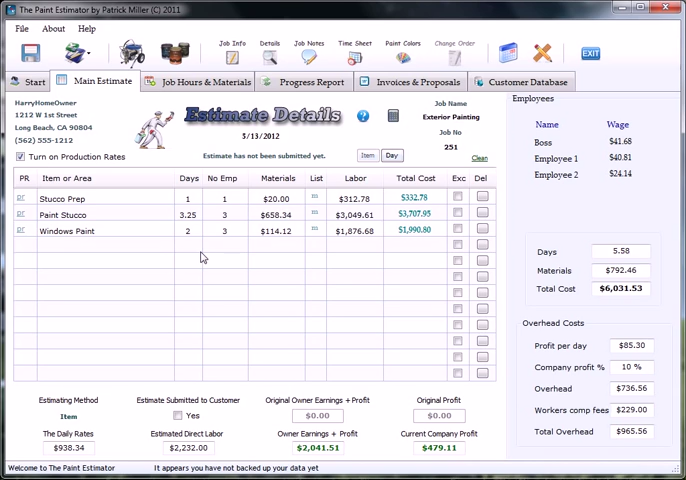 The Paint Estimator by Patrick Miller (C) 2011
File About Help
Job Info Details Job Notes Time Sheet Paint Colors Change Order
EXIT
Start Main Estimate Job Hours & Materials Progress Report Invoices & Proposals Customer Database
HarryHomeOwner
1212 W 1st Street
Long Beach, CA 90804
(562) 555-1212
Estimate Details
5/13/2012
Job Name
Exterior Painting
Job No
251
Turn on Production Rates
Estimate has not been submitted yet.
Item Day
Clean
PR Item or Area Days No Emp Materials List Labor Total Cost Exc Del
pr Stucco Prep 1 1 $20.00 m $312.78 $332.78
pr Paint Stucco 3.25 3 $658.34 m $3,049.61 $3,707.95
pr Windows Paint 2 3 $114.12 m $1,876.68 $1,990.80
Employees
Name Wage
Boss $41.68
Employee 1 $40.81
Employee 2 $24.14
Days 5.58
Materials $792.46
Total Cost $6,031.53
Overhead Costs
Profit per day $85.30
Company profit % 10 %
Overhead $736.56
Workers comp fees $229.00
Total Overhead $965.56
Estimating Method Estimate Submitted to Customer Original Owner Earnings + Profit Original Profit
Item Yes $0.00 $0.00
The Daily Rates Estimated Direct Labor Owner Earnings + Profit Current Company Profit
$938.34 $2,232.00 $2,041.51 $479.11
Welcome to The Paint Estimator It appears you have not backed up your data yet